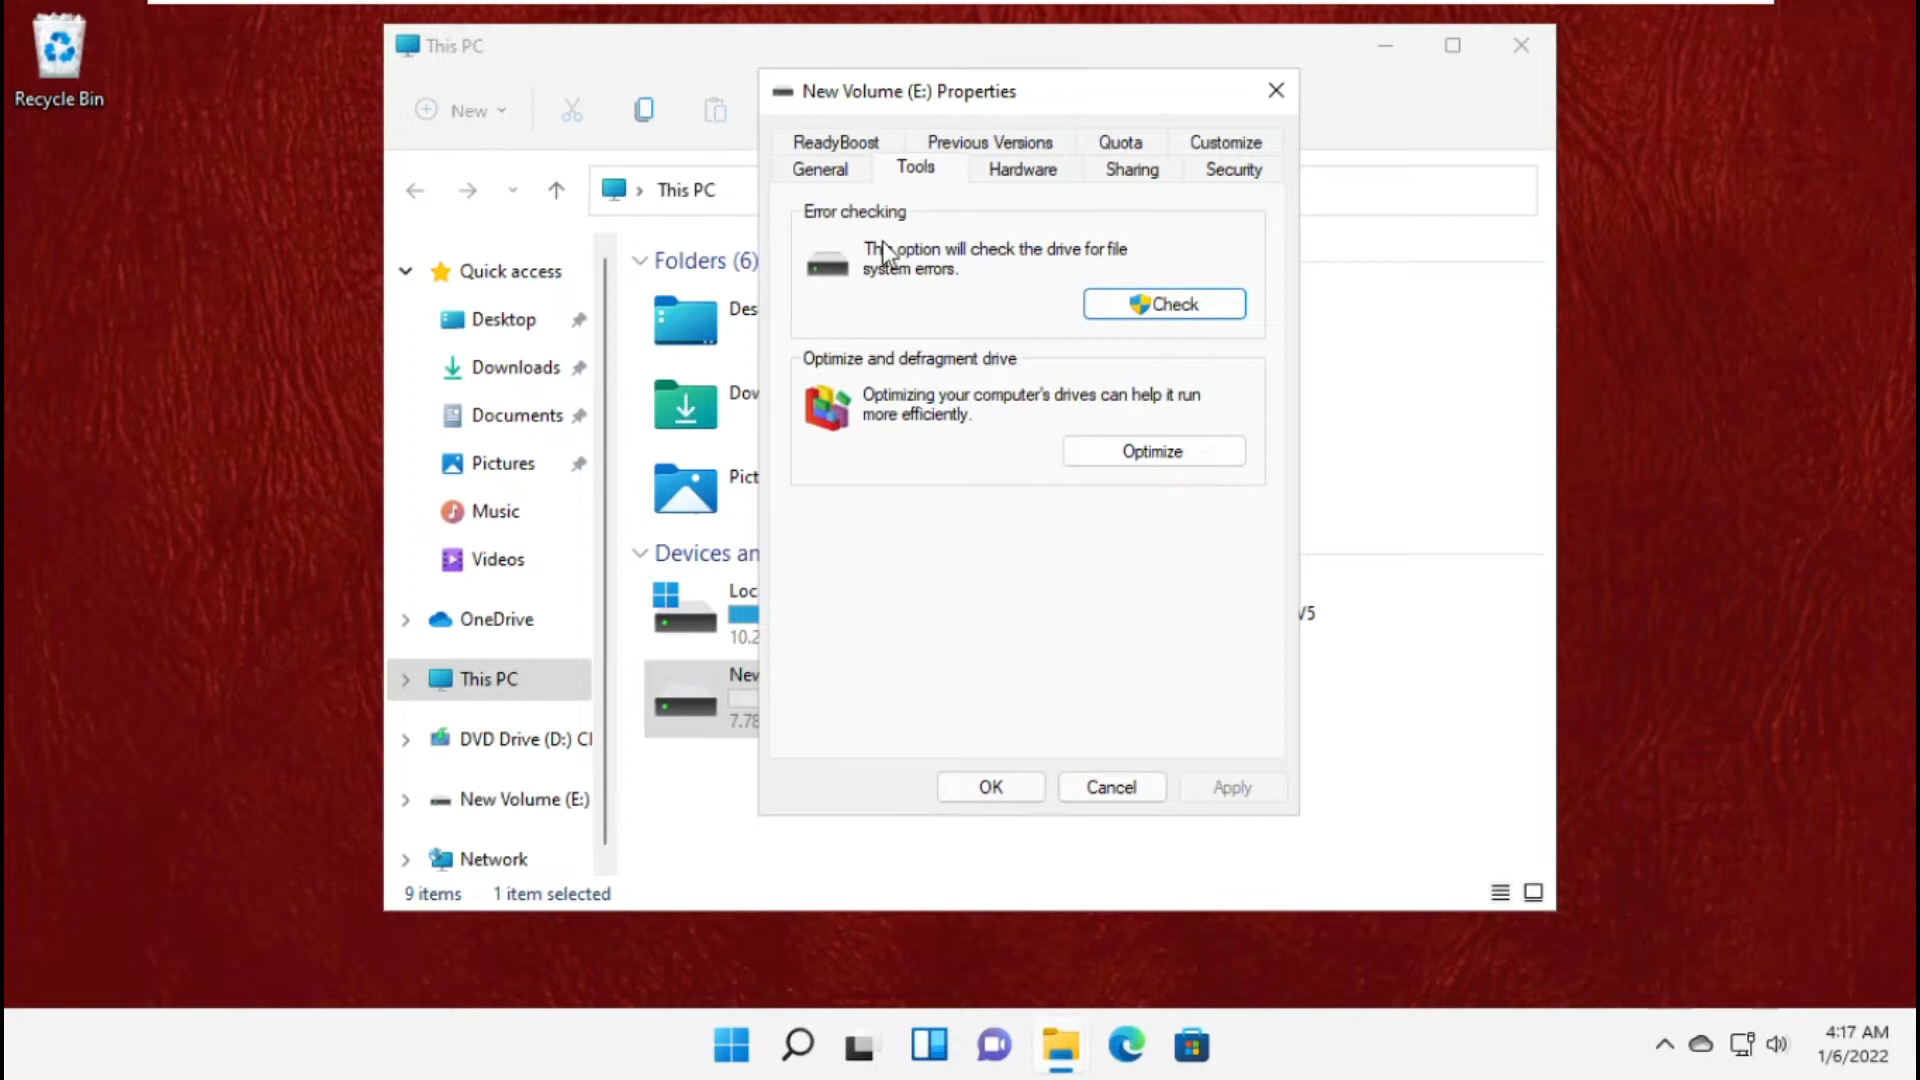 Recycle Bin
This PC
New
This PC
Quick access
Desktop
Downloads
Documents
Pictures
Music
Videos
OneDrive
This PC
DVD Drive (D:) C
New Volume (E:)
Network
9 items
1 item selected
Folders (6)
Des
Dov
Pict
Devices an
Loc
10.2
New
7.78
V5
New Volume (E:) Properties
ReadyBoost
Previous Versions
Quota
Customize
General
Tools
Hardware
Sharing
Security
Error checking
This option will check the drive for file
system errors.
Check
Optimize and defragment drive
Optimizing your computer's drives can help it run
more efficiently.
Optimize
OK
Cancel
Apply
4:17 AM
1/6/2022